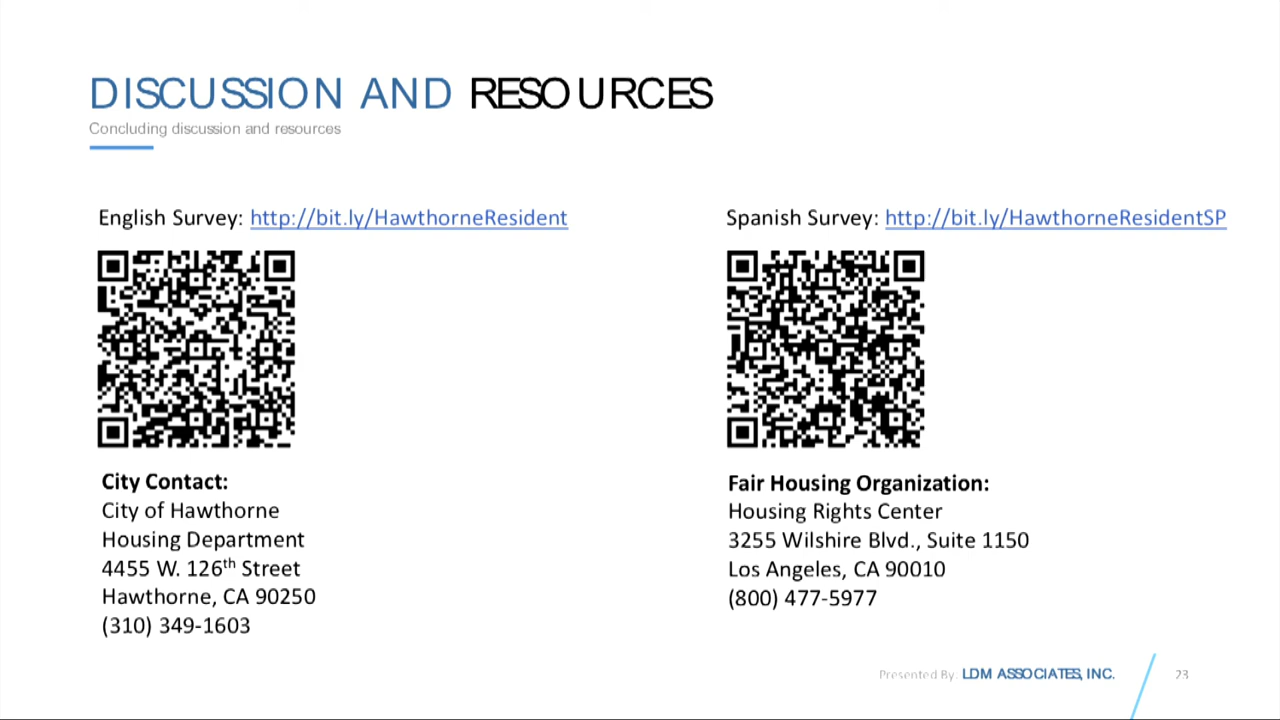 DISCUSSION AND RESOURCES
Concluding discussion and resources
English Survey: http://bit.ly/HawthorneResident
Spanish Survey: http://bit.ly/HawthorneResidentSP
City Contact:
City of Hawthorne
Housing Department
4455 W. 126th Street
Hawthorne, CA 90250
(310) 349-1603
Fair Housing Organization:
Housing Rights Center
3255 Wilshire Blvd., Suite 1150
Los Angeles, CA 90010
(800) 477-5977
Presented By LDM ASSOCIATES, INC.
23